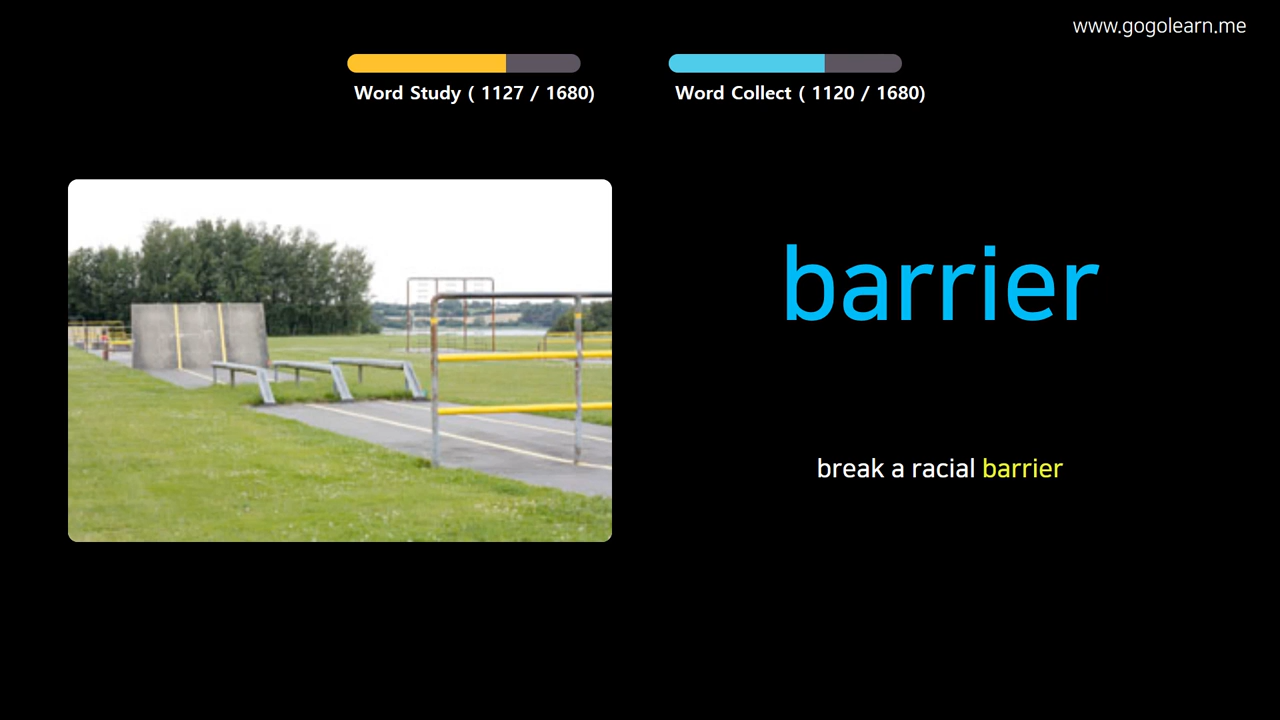 www.gogolearn.me
Word Study ( 1127 / 1680)
Word Collect ( 1120 / 1680)
barrier
break a racial barrier